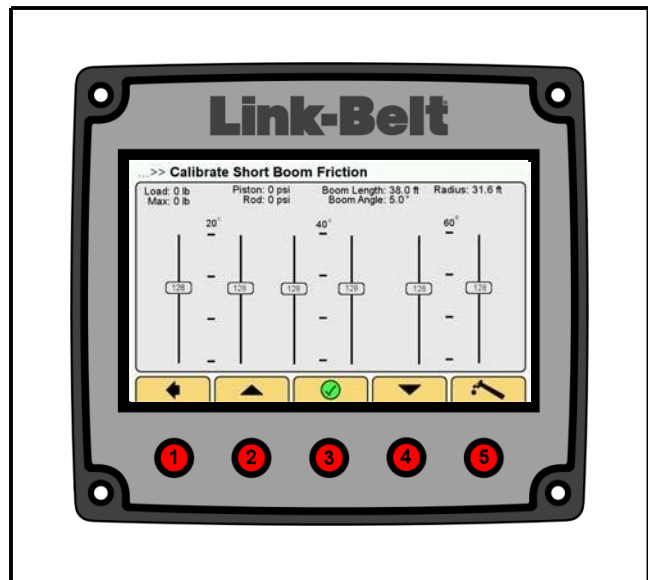 Link-Belt
...>> Calibrate Short Boom Friction
Load: 0 lb Piston: 0 psi Boom Length: 38.0 ft Radius: 31.6 ft
Max: 0 lb Rod: 0 psi Boom Angle: 5.0°
20° 40° 60°
128 128 128 128 128 128
1 2 3 4 5